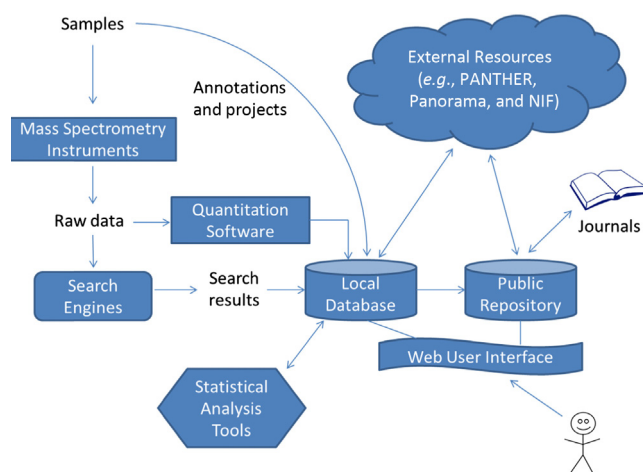 Samples
External Resources
(e.g., PANTHER,
Panorama, and NIF)
Annotations
and projects
Mass Spectrometry
Instruments
Raw data
Quantitation
Software
Journals
Search
Engines
Search
results
Local
Database
Public
Repository
Web User Interface
Statistical
Analysis
Tools